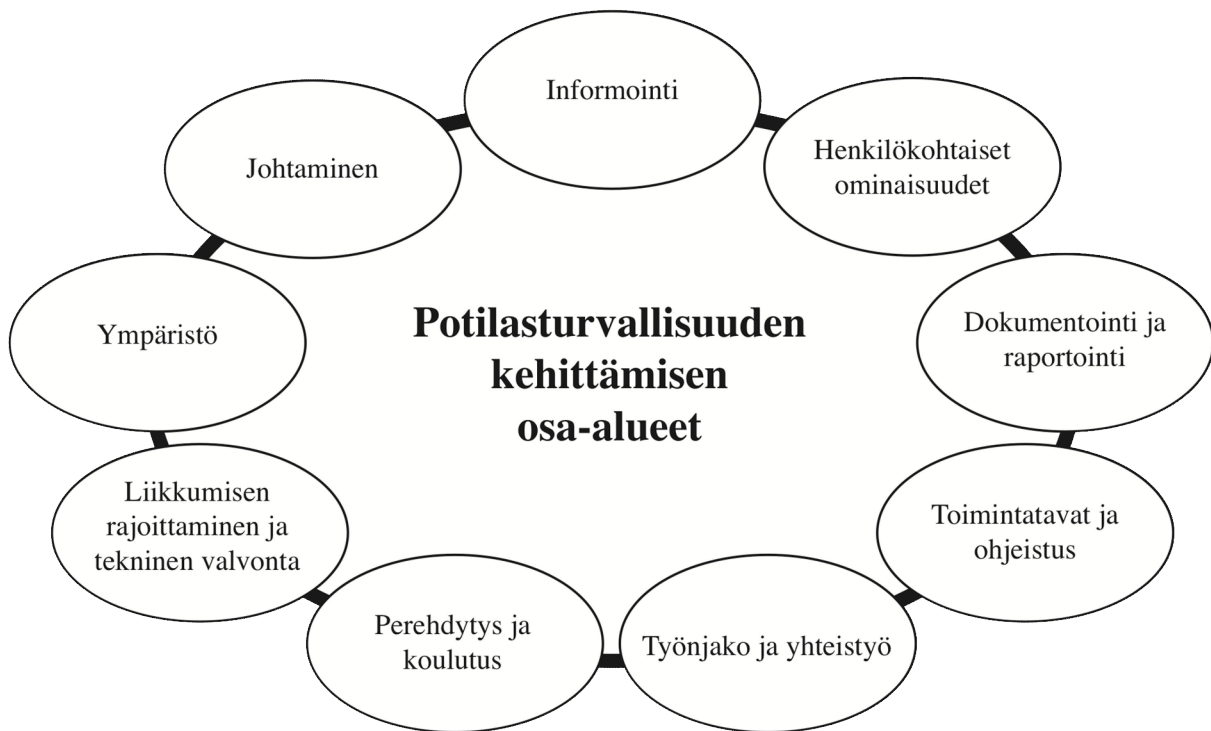 Informointi
Henkilökohtaiset
ominaisuudet
Dokumentointi ja
raportointi
Toimintatavat ja
ohjeistus
Työnjako ja yhteistyö
Perehdytys ja
koulutus
Liikkumisen
rajoittaminen ja
tekninen valvonta
Ympäristö
Johtaminen
Potilasturvallisuuden
kehittämisen
osa-alueet